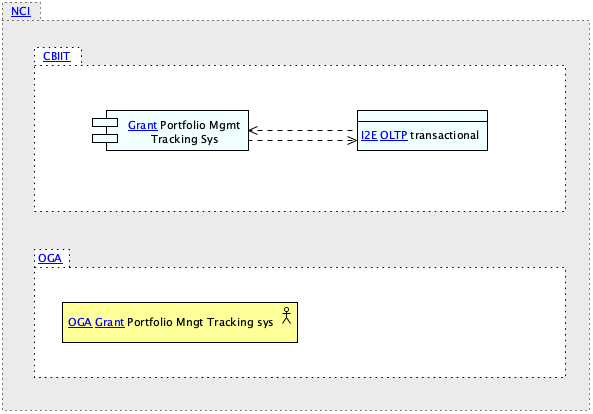 NCI
CBIIT
Grant Portfolio Mgmt
Tracking Sys
I2E OLTP transactional
OGA
OGA Grant Portfolio Mngt Tracking sys